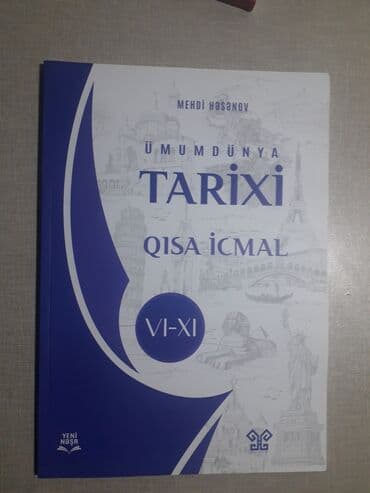 MEHDİ HƏSƏNOV
ÜMUMDÜNYA
TARİXİ
QISA İCMAL
VI-XI
YENİ
NƏŞR